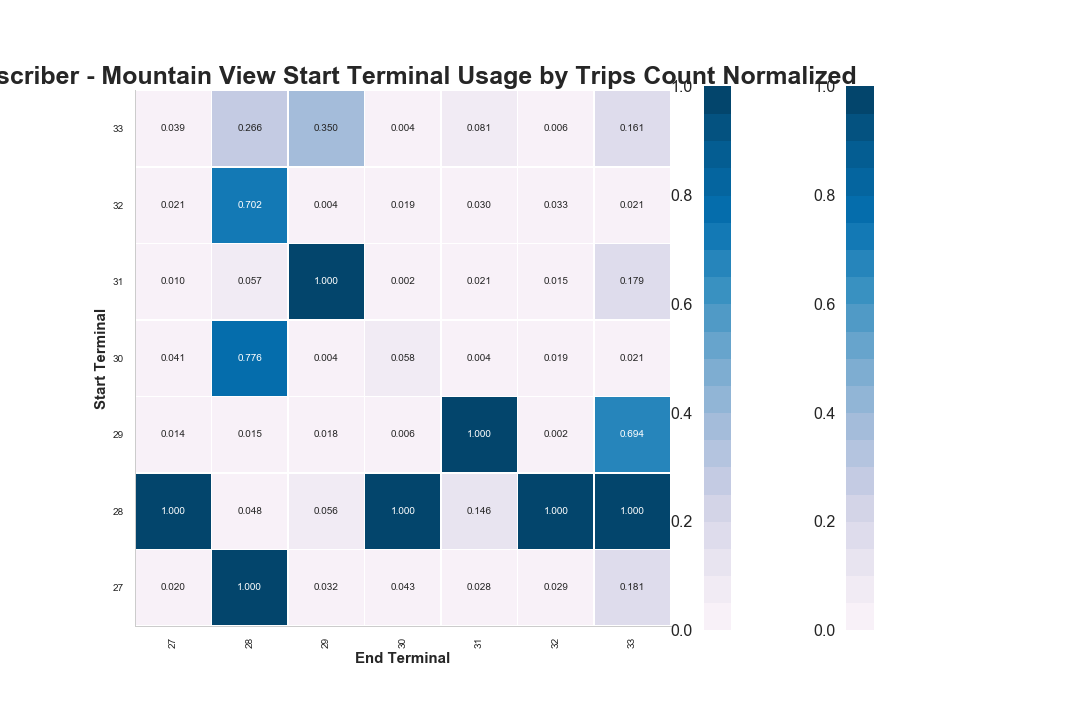 scriber - Mountain View Start Terminal Usage by Trips Count Normalized
1.0 1.0
33 0.039 0.266 0.350 0.004 0.081 0.006 0.161
0.8 0.8
32 0.021 0.702 0.004 0.019 0.030 0.033 0.021
31 0.010 0.057 1.000 0.002 0.021 0.015 0.179
0.6 0.6
Start Terminal
30 0.041 0.776 0.004 0.058 0.004 0.019 0.021
0.4 0.4
29 0.014 0.015 0.018 0.006 1.000 0.002 0.694
28 1.000 0.048 0.056 1.000 0.146 1.000 1.000
0.2 0.2
27 0.020 1.000 0.032 0.043 0.028 0.029 0.181
0.0 0.0
27 28 29 30 31 32 33
End Terminal